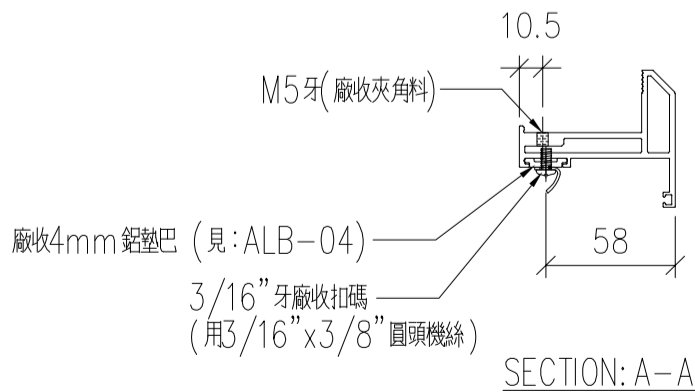 10.5
M5牙(廠收夾角料)
廠收4mm鋁墊巴 (見:ALB-04)
58
3/16”牙廠收扣碼
(用3/16”x3/8”圓頭機絲)
SECTION: A-A